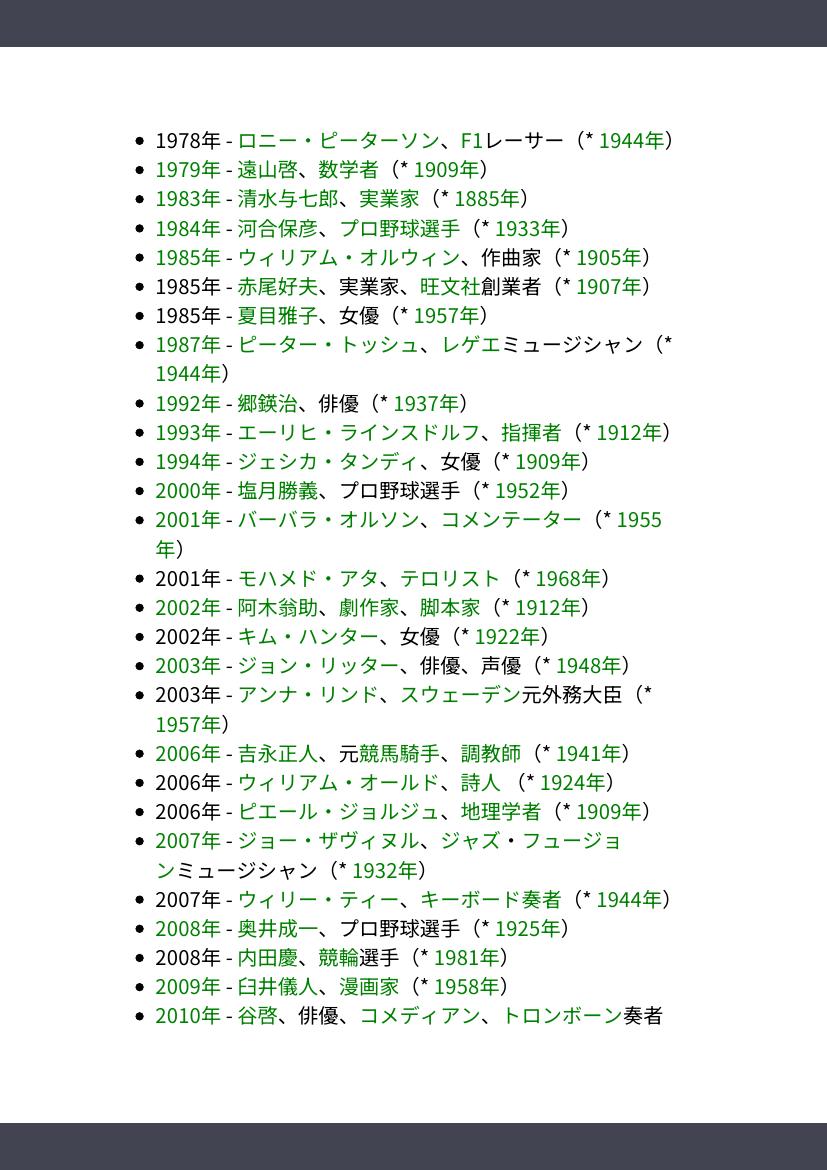 • 1978年 - ロニー・ピーターソン、F1レーサー（* 1944年）
• 1979年 - 遠山啓、数学者（* 1909年）
• 1983年 - 清水与七郎、実業家（* 1885年）
• 1984年 - 河合保彦、プロ野球選手（* 1933年）
• 1985年 - ウィリアム・オルウィン、作曲家（* 1905年）
• 1985年 - 赤尾好夫、実業家、旺文社創業者（* 1907年）
• 1985年 - 夏目雅子、女優（* 1957年）
• 1987年 - ピーター・トッシュ、レゲエミュージシャン（*
1944年）
• 1992年 - 郷鍈治、俳優（* 1937年）
• 1993年 - エーリヒ・ラインスドルフ、指揮者（* 1912年）
• 1994年 - ジェシカ・タンディ、女優（* 1909年）
• 2000年 - 塩月勝義、プロ野球選手（* 1952年）
• 2001年 - バーバラ・オルソン、コメンテーター（* 1955
年）
• 2001年 - モハメド・アタ、テロリスト（* 1968年）
• 2002年 - 阿木翁助、劇作家、脚本家（* 1912年）
• 2002年 - キム・ハンター、女優（* 1922年）
• 2003年 - ジョン・リッター、俳優、声優（* 1948年）
• 2003年 - アンナ・リンド、スウェーデン元外務大臣（*
1957年）
• 2006年 - 吉永正人、元競馬騎手、調教師（* 1941年）
• 2006年 - ウィリアム・オールド、詩人 （* 1924年）
• 2006年 - ピエール・ジョルジュ、地理学者（* 1909年）
• 2007年 - ジョー・ザヴィヌル、ジャズ・フュージョ
ンミュージシャン（* 1932年）
• 2007年 - ウィリー・ティー、キーボード奏者（* 1944年）
• 2008年 - 奥井成一、プロ野球選手（* 1925年）
• 2008年 - 内田慶、競輪選手（* 1981年）
• 2009年 - 臼井儀人、漫画家（* 1958年）
• 2010年 - 谷啓、俳優、コメディアン、トロンボーン奏者